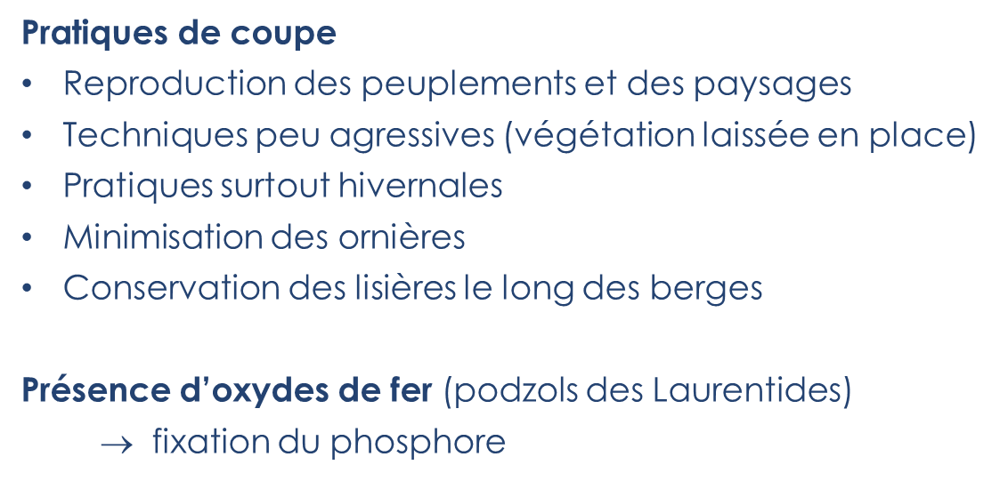 Pratiques de coupe
• Reproduction des peuplements et des paysages
• Techniques peu agressives (végétation laissée en place)
• Pratiques surtout hivernales
• Minimisation des ornières
• Conservation des lisières le long des berges
Présence d’oxydes de fer (podzols des Laurentides)
→ fixation du phosphore